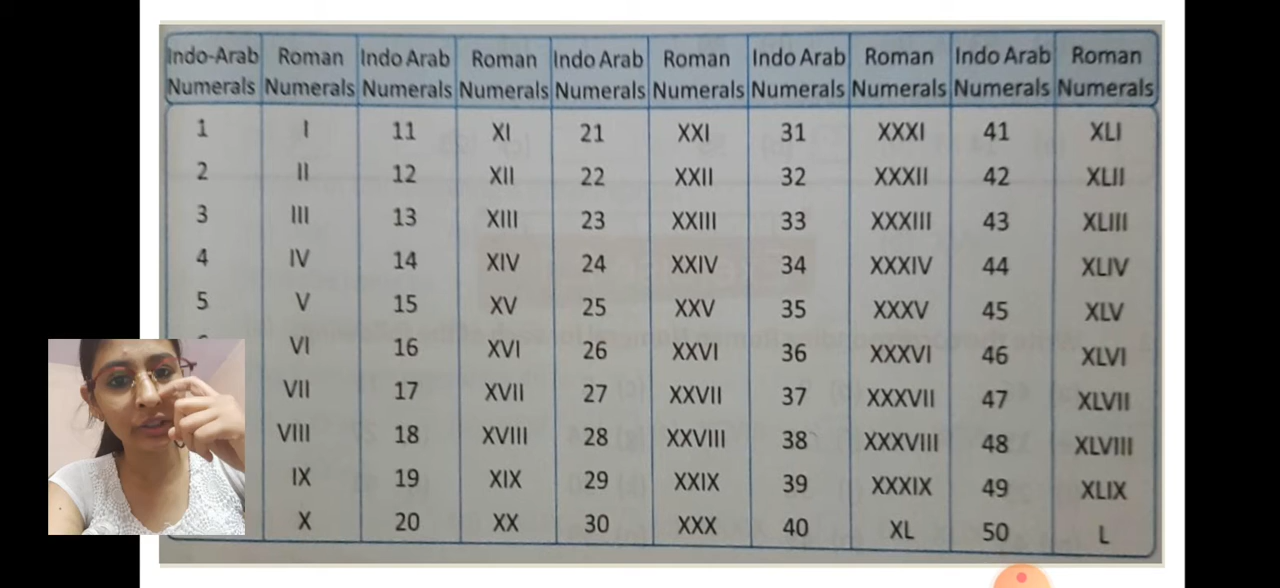 Indo-Arab Roman Indo Arab Roman Indo Arab Roman Indo Arab Roman Indo Arab Roman
Numerals Numerals Numerals Numerals Numerals Numerals Numerals Numerals Numerals Numerals
1 I 11 XI 21 XXI 31 XXXI 41 XLI
2 II 12 XII 22 XXII 32 XXXII 42 XLII
3 III 13 XIII 23 XXIII 33 XXXIII 43 XLIII
4 IV 14 XIV 24 XXIV 34 XXXIV 44 XLIV
5 V 15 XV 25 XXV 35 XXXV 45 XLV
VI 16 XVI 26 XXVI 36 XXXVI 46 XLVI
VII 17 XVII 27 XXVII 37 XXXVII 47 XLVII
VIII 18 XVIII 28 XXVIII 38 XXXVIII 48 XLVIII
IX 19 XIX 29 XXIX 39 XXXIX 49 XLIX
X 20 XX 30 XXX 40 XL 50 L